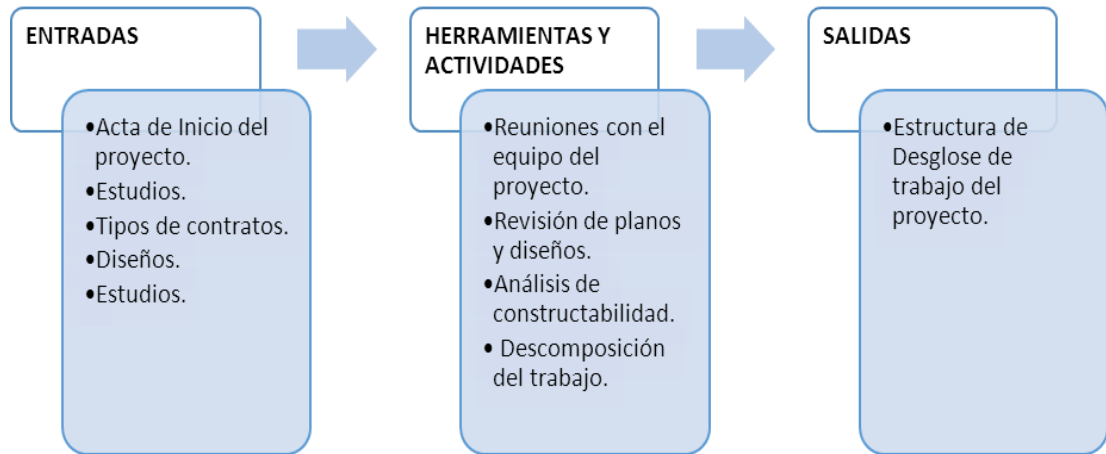 ENTRADAS
•Acta de Inicio del
proyecto.
•Estudios.
•Tipos de contratos.
•Diseños.
•Estudios.
HERRAMIENTAS Y
ACTIVIDADES
•Reuniones con el
equipo del
proyecto.
•Revisión de planos
y diseños.
•Análisis de
constructabilidad.
• Descomposición
del trabajo.
SALIDAS
•Estructura de
Desglose de
trabajo del
proyecto.